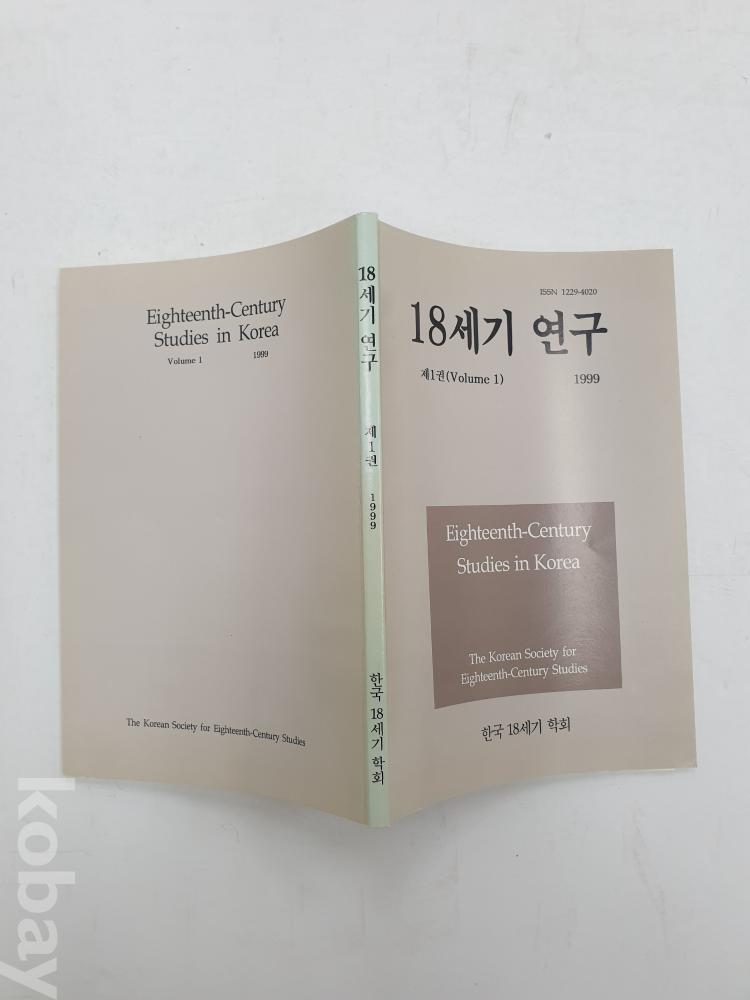 Eighteenth-Century
Studies in Korea
Volume 1 1999
The Korean Society for Eighteenth-Century Studies
18세기 연구 제1권 1999 한국 18세기 학회
ISSN 1229-4020
18세기 연구
제1권(Volume 1) 1999
Eighteenth-Century
Studies in Korea
The Korean Society for
Eighteenth-Century Studies
한국 18세기 학회
kobay